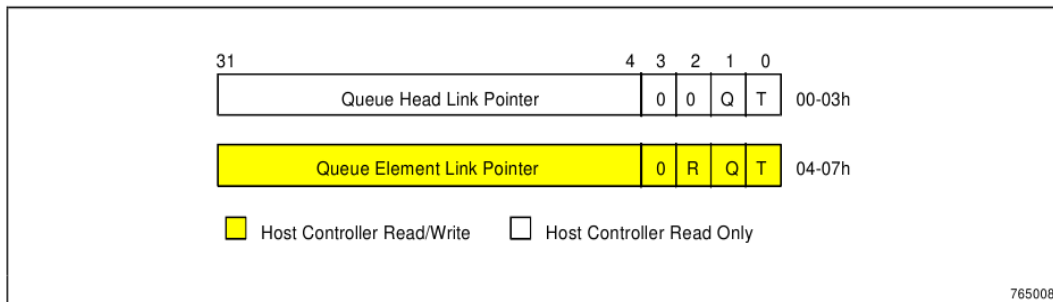 31 4 3 2 1 0
Queue Head Link Pointer 0 0 Q T 00-03h
Queue Element Link Pointer 0 R Q T 04-07h
Host Controller Read/Write Host Controller Read Only
765008